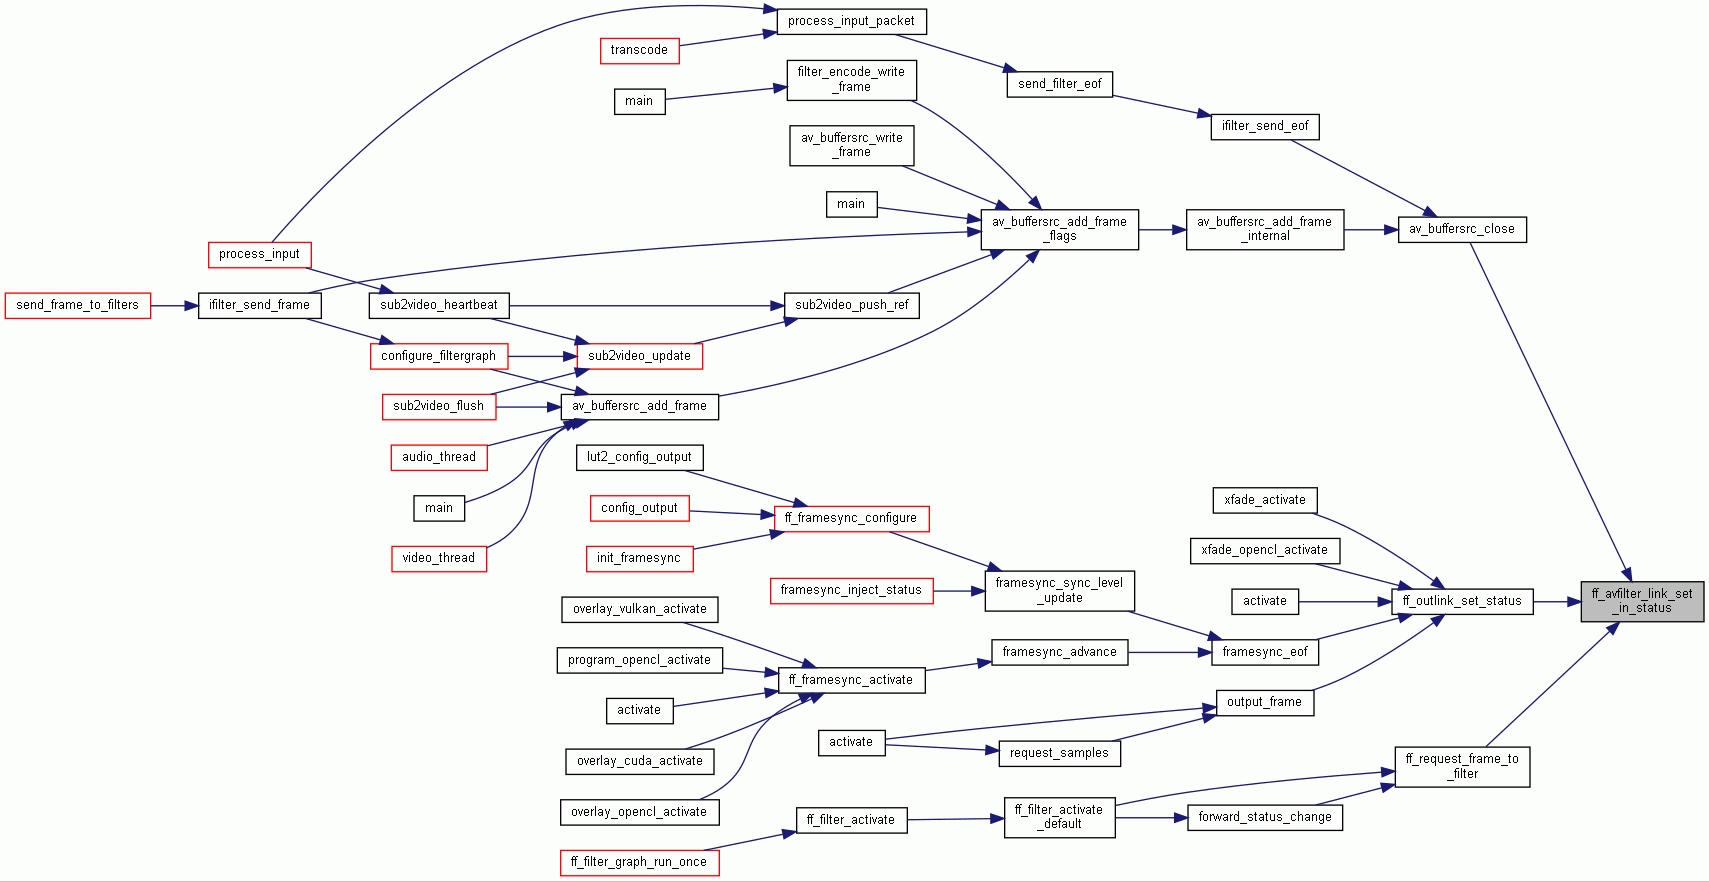 process_input_packet
transcode
filter_encode_write
_frame
send_filter_eof
main
ifilter_send_eof
av_buffersrc_write
_frame
main
av_buffersrc_add_frame
_flags
av_buffersrc_add_frame
_internal
av_buffersrc_close
process_input
send_frame_to_filters
ifilter_send_frame
sub2video_heartbeat
sub2video_push_ref
configure_filtergraph
sub2video_update
sub2video_flush
av_buffersrc_add_frame
audio_thread
lut2_config_output
main
config_output
ff_framesync_configure
xfade_activate
video_thread
init_framesync
xfade_opencl_activate
framesync_inject_status
framesync_sync_level
_update
activate
ff_outlink_set_status
ff_avfilter_link_set
_in_status
overlay_vulkan_activate
program_opencl_activate
framesync_advance
framesync_eof
ff_framesync_activate
activate
output_frame
activate
request_samples
overlay_cuda_activate
ff_request_frame_to
_filter
overlay_opencl_activate
ff_filter_activate
ff_filter_activate
_default
forward_status_change
ff_filter_graph_run_once